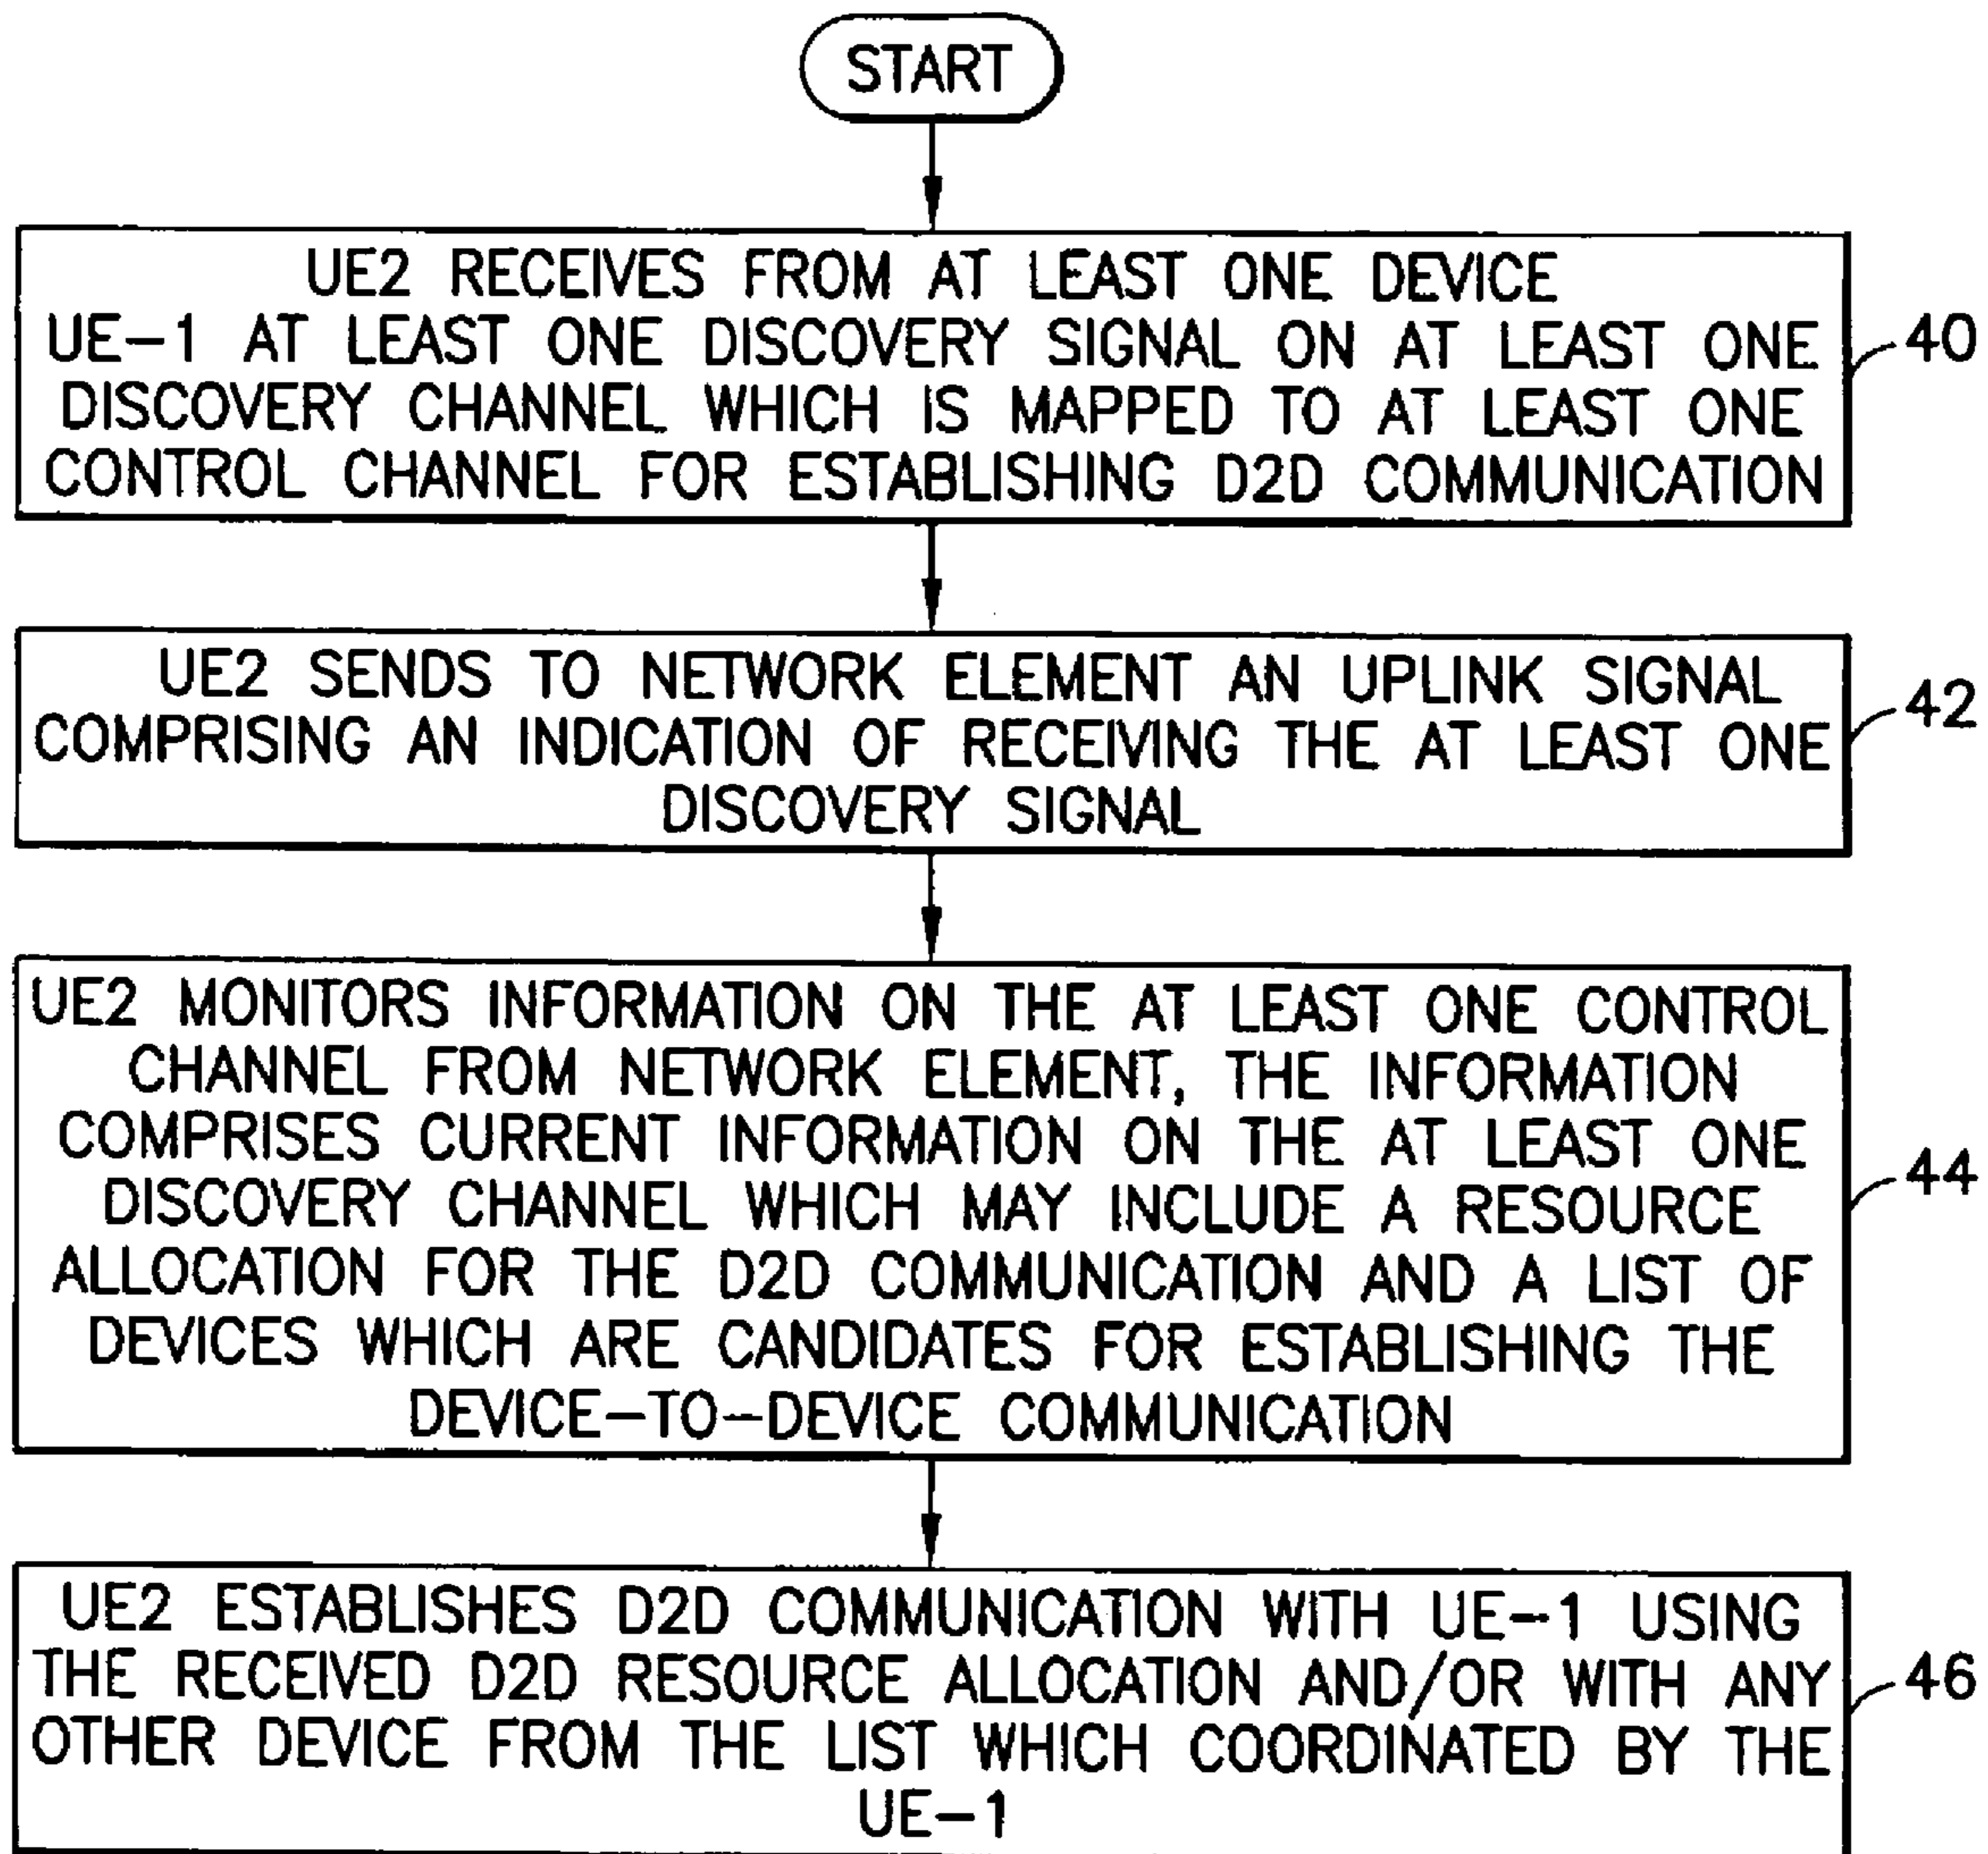 START
UE2 RECEIVES FROM AT LEAST ONE DEVICE
UE-1 AT LEAST ONE DISCOVERY SIGNAL ON AT LEAST ONE
DISCOVERY CHANNEL WHICH IS MAPPED TO AT LEAST ONE
CONTROL CHANNEL FOR ESTABLISHING D2D COMMUNICATION
40
UE2 SENDS TO NETWORK ELEMENT AN UPLINK SIGNAL
COMPRISING AN INDICATION OF RECEIVING THE AT LEAST ONE
DISCOVERY SIGNAL
42
UE2 MONITORS INFORMATION ON THE AT LEAST ONE CONTROL
CHANNEL FROM NETWORK ELEMENT, THE INFORMATION
COMPRISES CURRENT INFORMATION ON THE AT LEAST ONE
DISCOVERY CHANNEL WHICH MAY INCLUDE A RESOURCE
ALLOCATION FOR THE D2D COMMUNICATION AND A LIST OF
DEVICES WHICH ARE CANDIDATES FOR ESTABLISHING THE
DEVICE-TO-DEVICE COMMUNICATION
44
UE2 ESTABLISHES D2D COMMUNICATION WITH UE-1 USING
THE RECEIVED D2D RESOURCE ALLOCATION AND/OR WITH ANY
OTHER DEVICE FROM THE LIST WHICH COORDINATED BY THE
UE-1
46